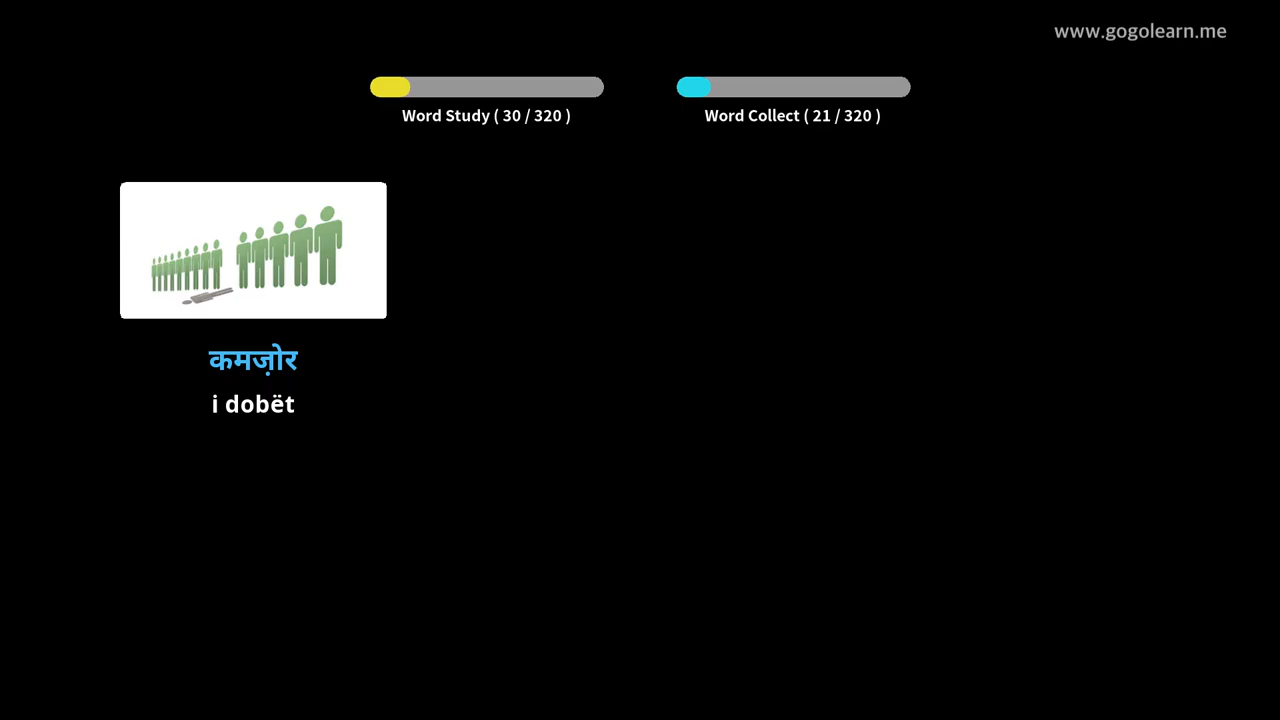 www.gogolearn.me
Word Study ( 30 / 320 )
Word Collect ( 21 / 320 )
कमज़ोर
i dobët